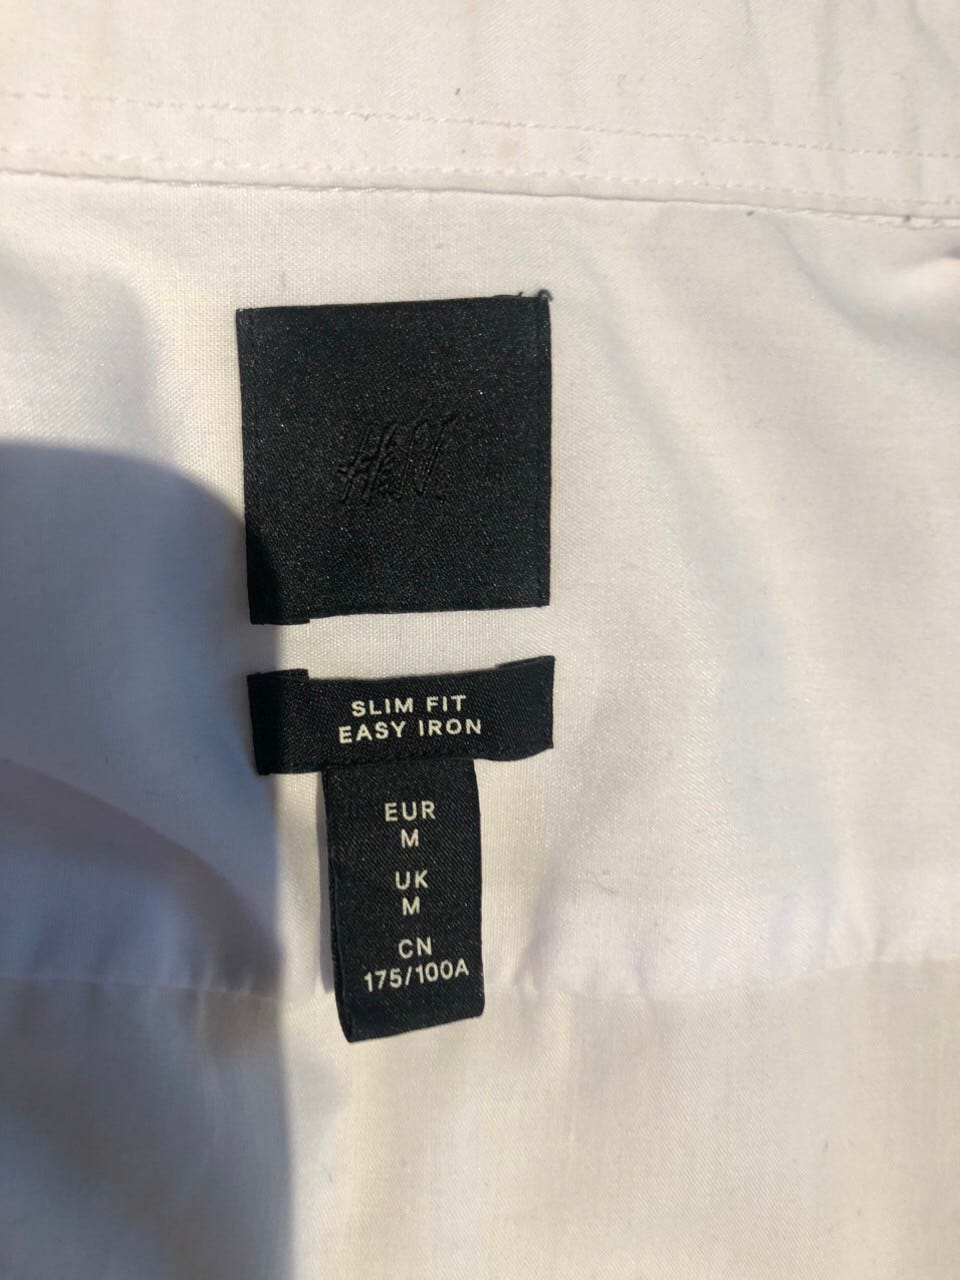 H&M
SLIM FIT
EASY IRON
EUR
M
UK
M
CN
175/100A